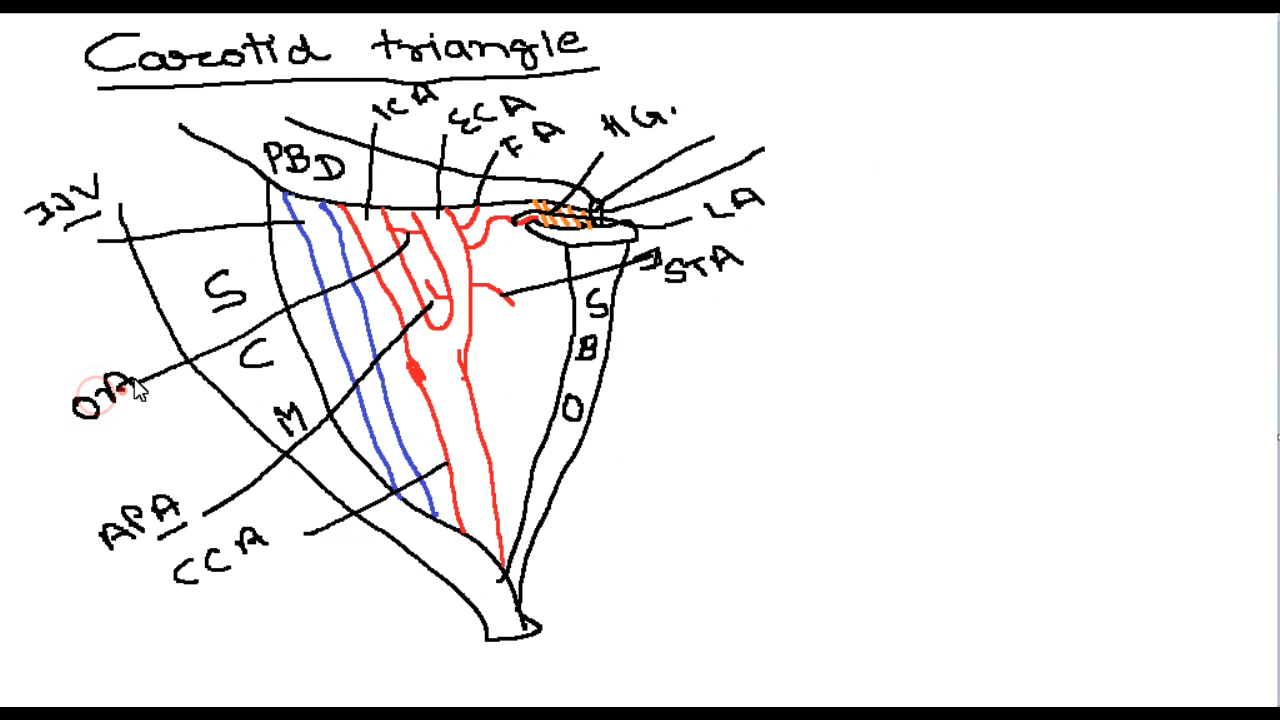 Carotid triangle
ICA
ECA
FA
H G.
PBD
IJV
LA
STA
S
C
M
S
B
O
OA
APA
CCA